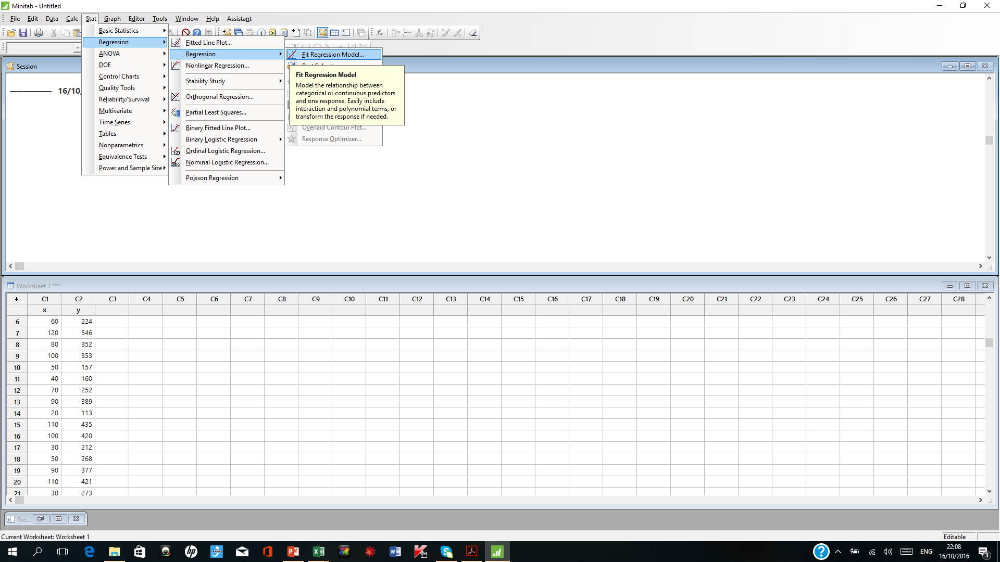 Minitab - Untitled
File Edit Data Calc Stat Graph Editor Tools Window Help Assistant
Basic Statistics
Regression
ANOVA
DOE
Control Charts
Quality Tools
Reliability/Survival
Multivariate
Time Series
Tables
Nonparametrics
Equivalence Tests
Power and Sample Size
Fitted Line Plot...
Regression
Nonlinear Regression...
Stability Study
Orthogonal Regression...
Partial Least Squares...
Binary Fitted Line Plot...
Binary Logistic Regression
Ordinal Logistic Regression...
Nominal Logistic Regression...
Poisson Regression
Fit Regression Model...
Fit Regression Model
Model the relationship between
categorical or continuous predictors
and one response. Easily include
interaction and polynomial terms, or
transform the response if needed.
Overlaid Contour Plot...
Response Optimizer...
Session
16/10/
Worksheet 1 ***
C1 C2 C3 C4 C5 C6 C7 C8 C9 C10 C11 C12 C13 C14 C15 C16 C17 C18 C19 C20 C21 C22 C23 C24 C25 C26 C27 C28
x y
6 60 224
7 120 546
8 80 352
9 100 353
10 50 157
11 40 160
12 70 252
13 90 389
14 20 113
15 110 435
16 100 420
17 30 212
18 50 268
19 90 377
20 110 421
21 30 273
Pro...
Current Worksheet: Worksheet 1
Editable
ENG
22:08
16/10/2016
3